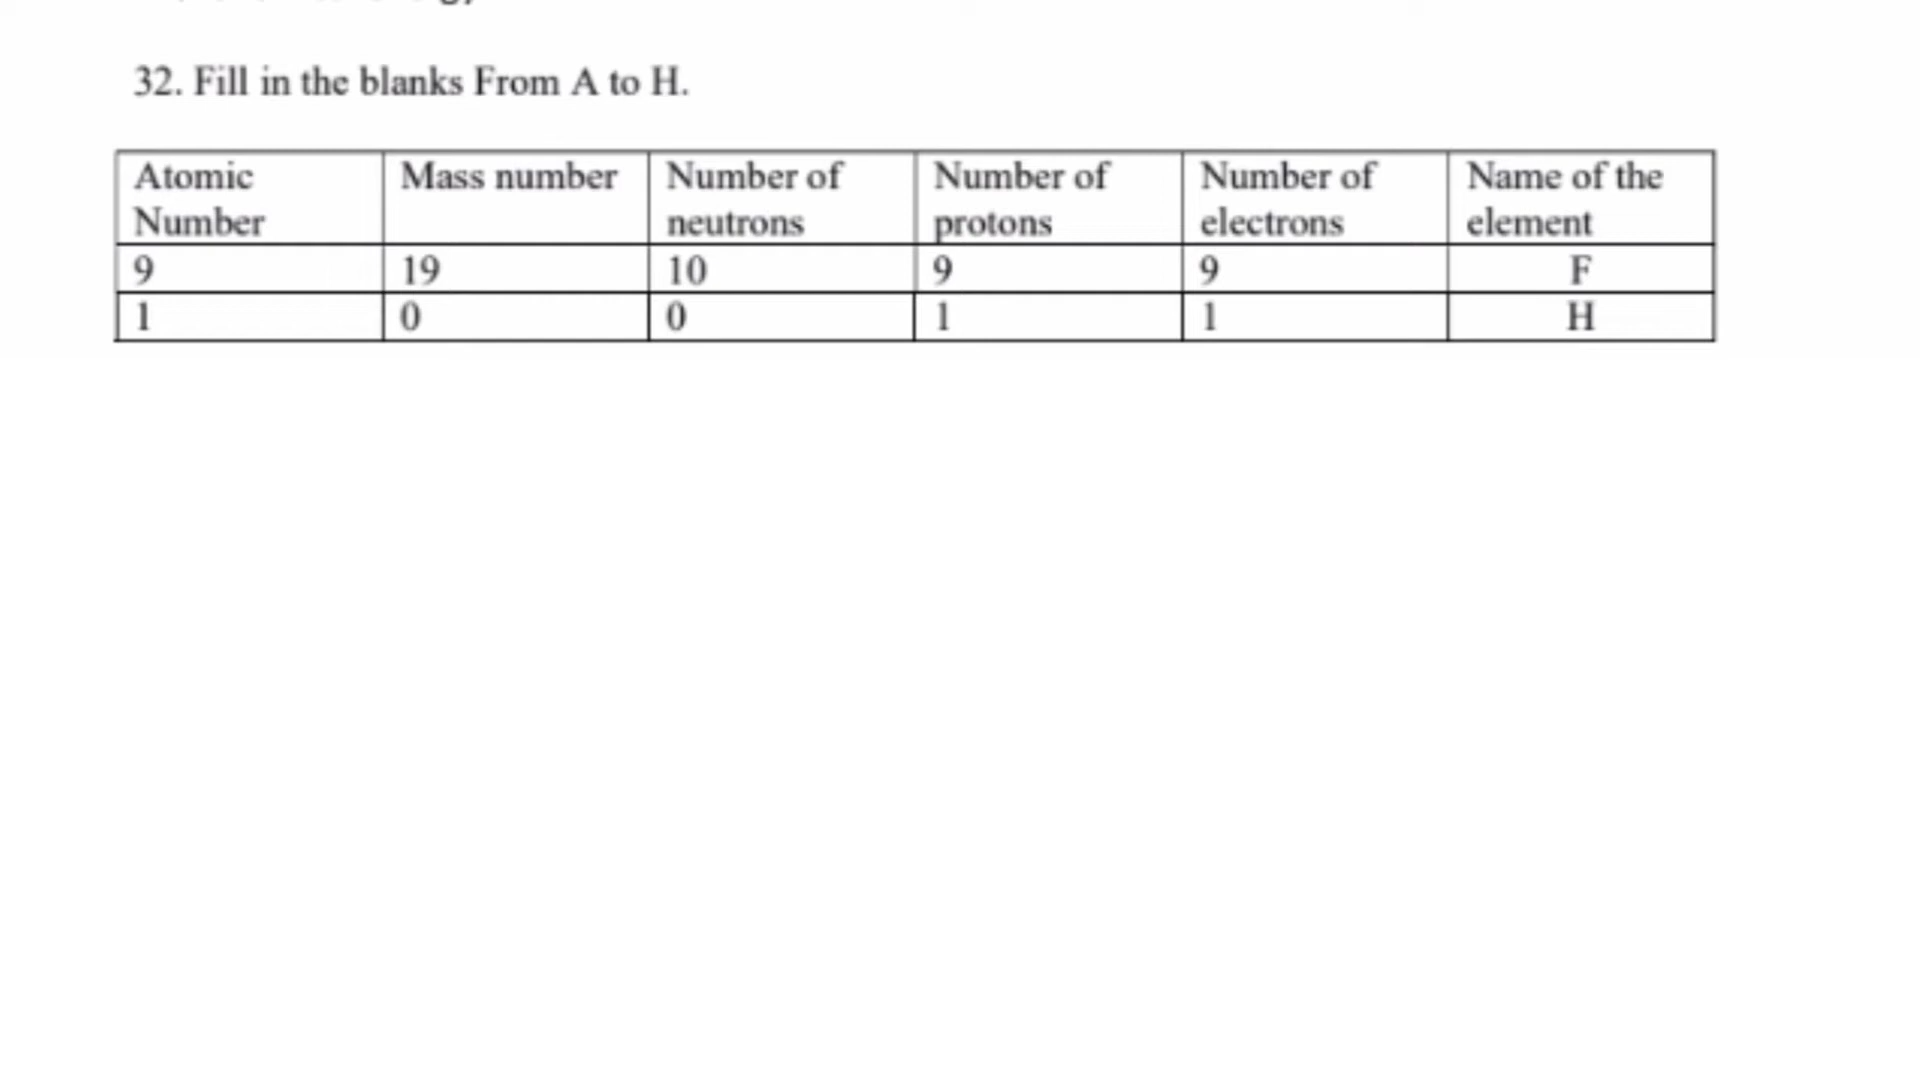 32. Fill in the blanks From A to H.
Atomic Number Mass number Number of neutrons Number of protons Number of electrons Name of the element
9 19 10 9 9 F
1 0 0 1 1 H